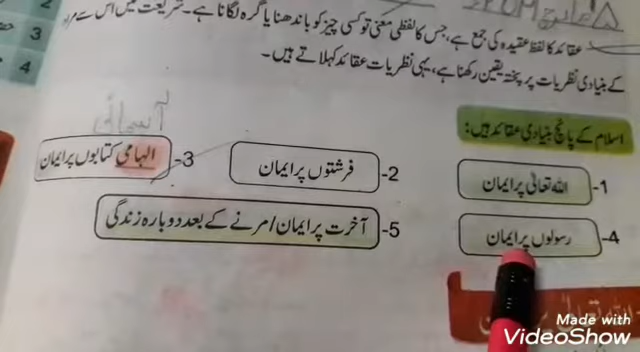 عقائد کا لفظ عقیدہ کی جمع ہے، جس کا لفظی معنی تو کسی چیز کو باندھنا یا گرہ لگانا ہے۔ شریعت میں اس سے مراد
کے بنیادی نظریات پر پختہ یقین رکھنا ہے، یہی نظریات عقائد کہلاتے ہیں۔
آسمانی
اسلام کے پانچ بنیادی عقائد ہیں:
1- اللہ تعالیٰ پر ایمان
2- فرشتوں پر ایمان
3- الہامی کتابوں پر ایمان
4- رسولوں پر ایمان
5- آخرت پر ایمان/مرنے کے بعد دوبارہ زندگی
2
3
4
Made with
VideoShow